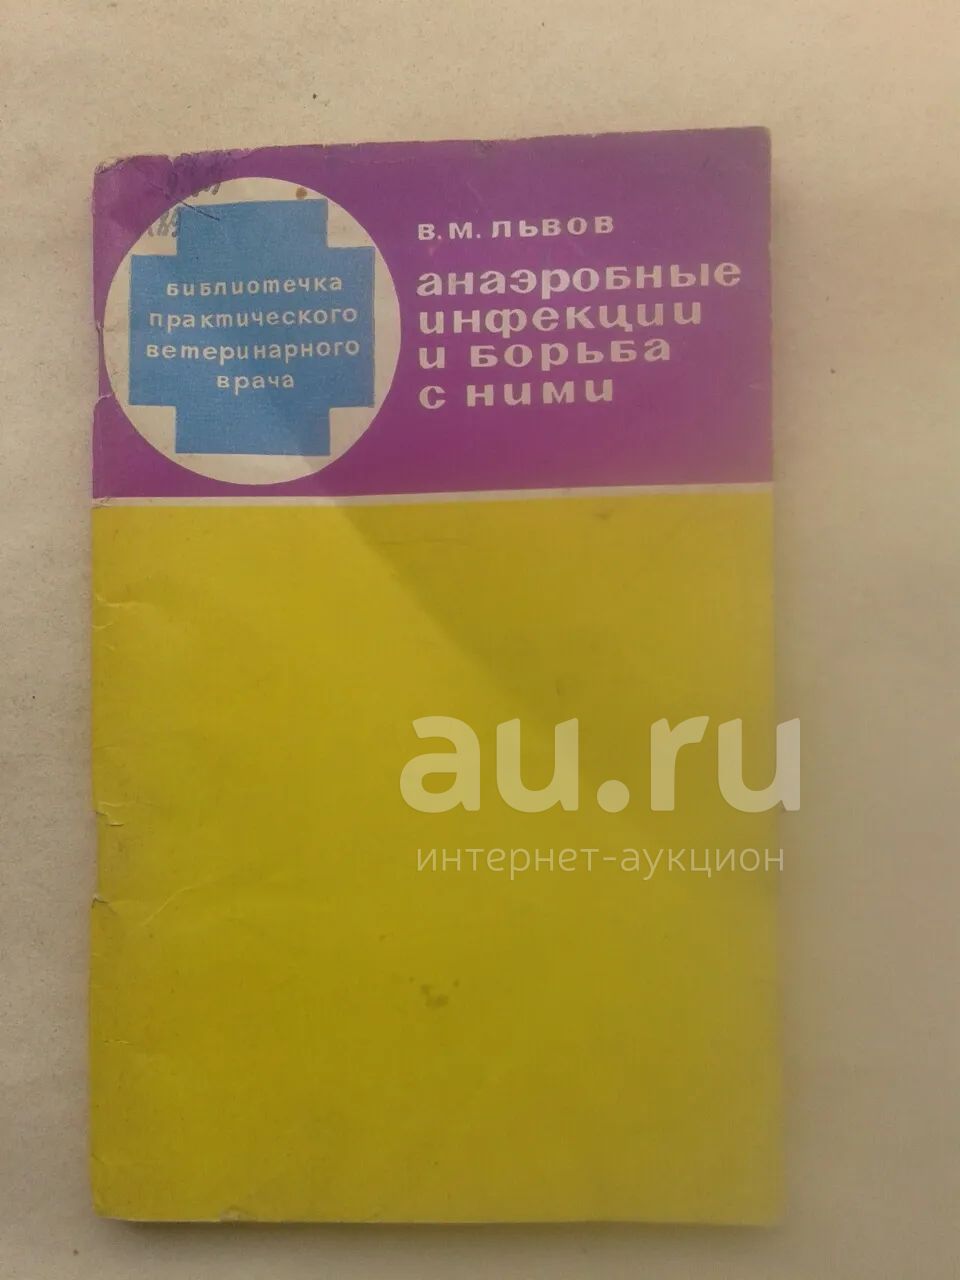 В. М. ЛЬВОВ
анаэробные
инфекции
и борьба
с ними
библиотечка
практического
ветеринарного
врача
au.ru
интернет-аукцион